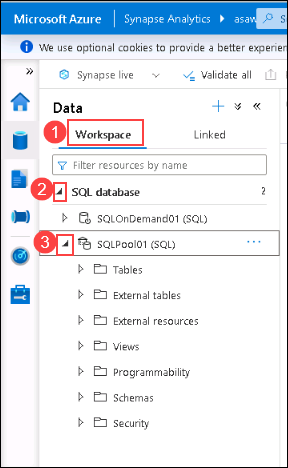 Microsoft Azure Synapse Analytics asaw
We use optional cookies to provide a better experien
Synapse live Validate all
Data
1 Workspace Linked
Filter resources by name
2 SQL database 2
SQLOnDemand01 (SQL)
3 SQLPool01 (SQL) ...
Tables
External tables
External resources
Views
Programmability
Schemas
Security